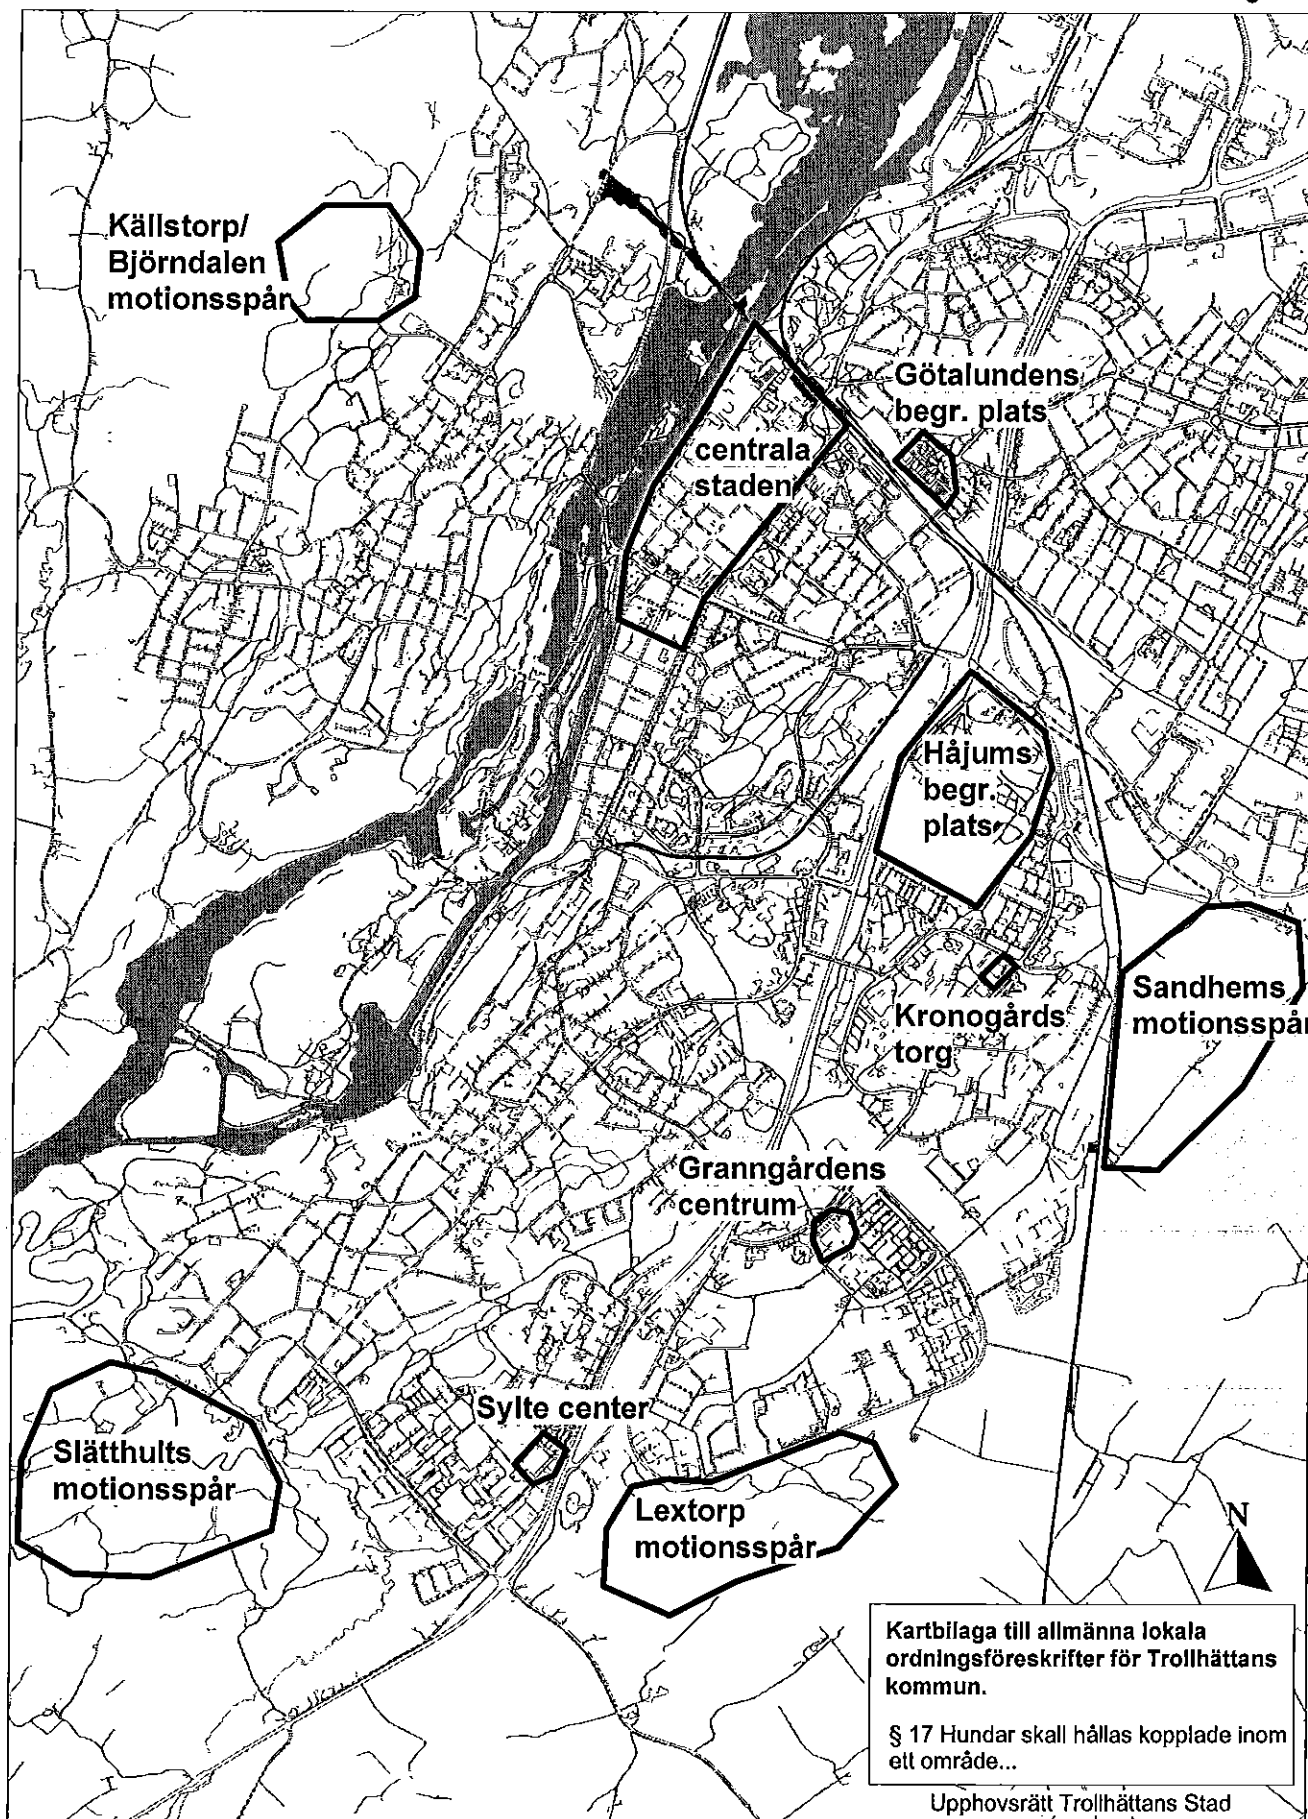 Källstorp/
Björndalen
motionsspår
Götalundens
begr. plats
centrala
staden
Håjums
begr.
plats
Sandhems
motionsspår
Kronogårds
torg
Granngårdens
centrum
Sylte center
Slätthults
motionsspår
Lextorp
motionsspår
N
Kartbilaga till allmänna lokala
ordningsföreskrifter för Trollhättans
kommun.
§ 17 Hundar skall hållas kopplade inom
ett område...
Upphovsrätt Trollhättans Stad